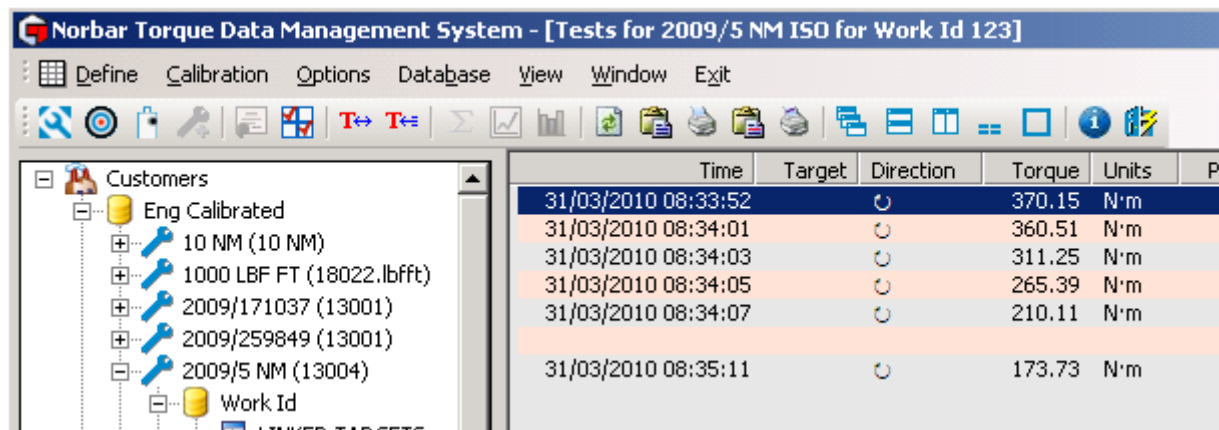 Norbar Torque Data Management System - [Tests for 2009/5 NM ISO for Work Id 123]
Define Calibration Options Database View Window Exit
Customers
Eng Calibrated
10 NM (10 NM)
1000 LBF FT (18022.lbfft)
2009/171037 (13001)
2009/259849 (13001)
2009/5 NM (13004)
Work Id
LINKED TARGETS
Time Target Direction Torque Units P
31/03/2010 08:33:52 370.15 N·m
31/03/2010 08:34:01 360.51 N·m
31/03/2010 08:34:03 311.25 N·m
31/03/2010 08:34:05 265.39 N·m
31/03/2010 08:34:07 210.11 N·m
31/03/2010 08:35:11 173.73 N·m